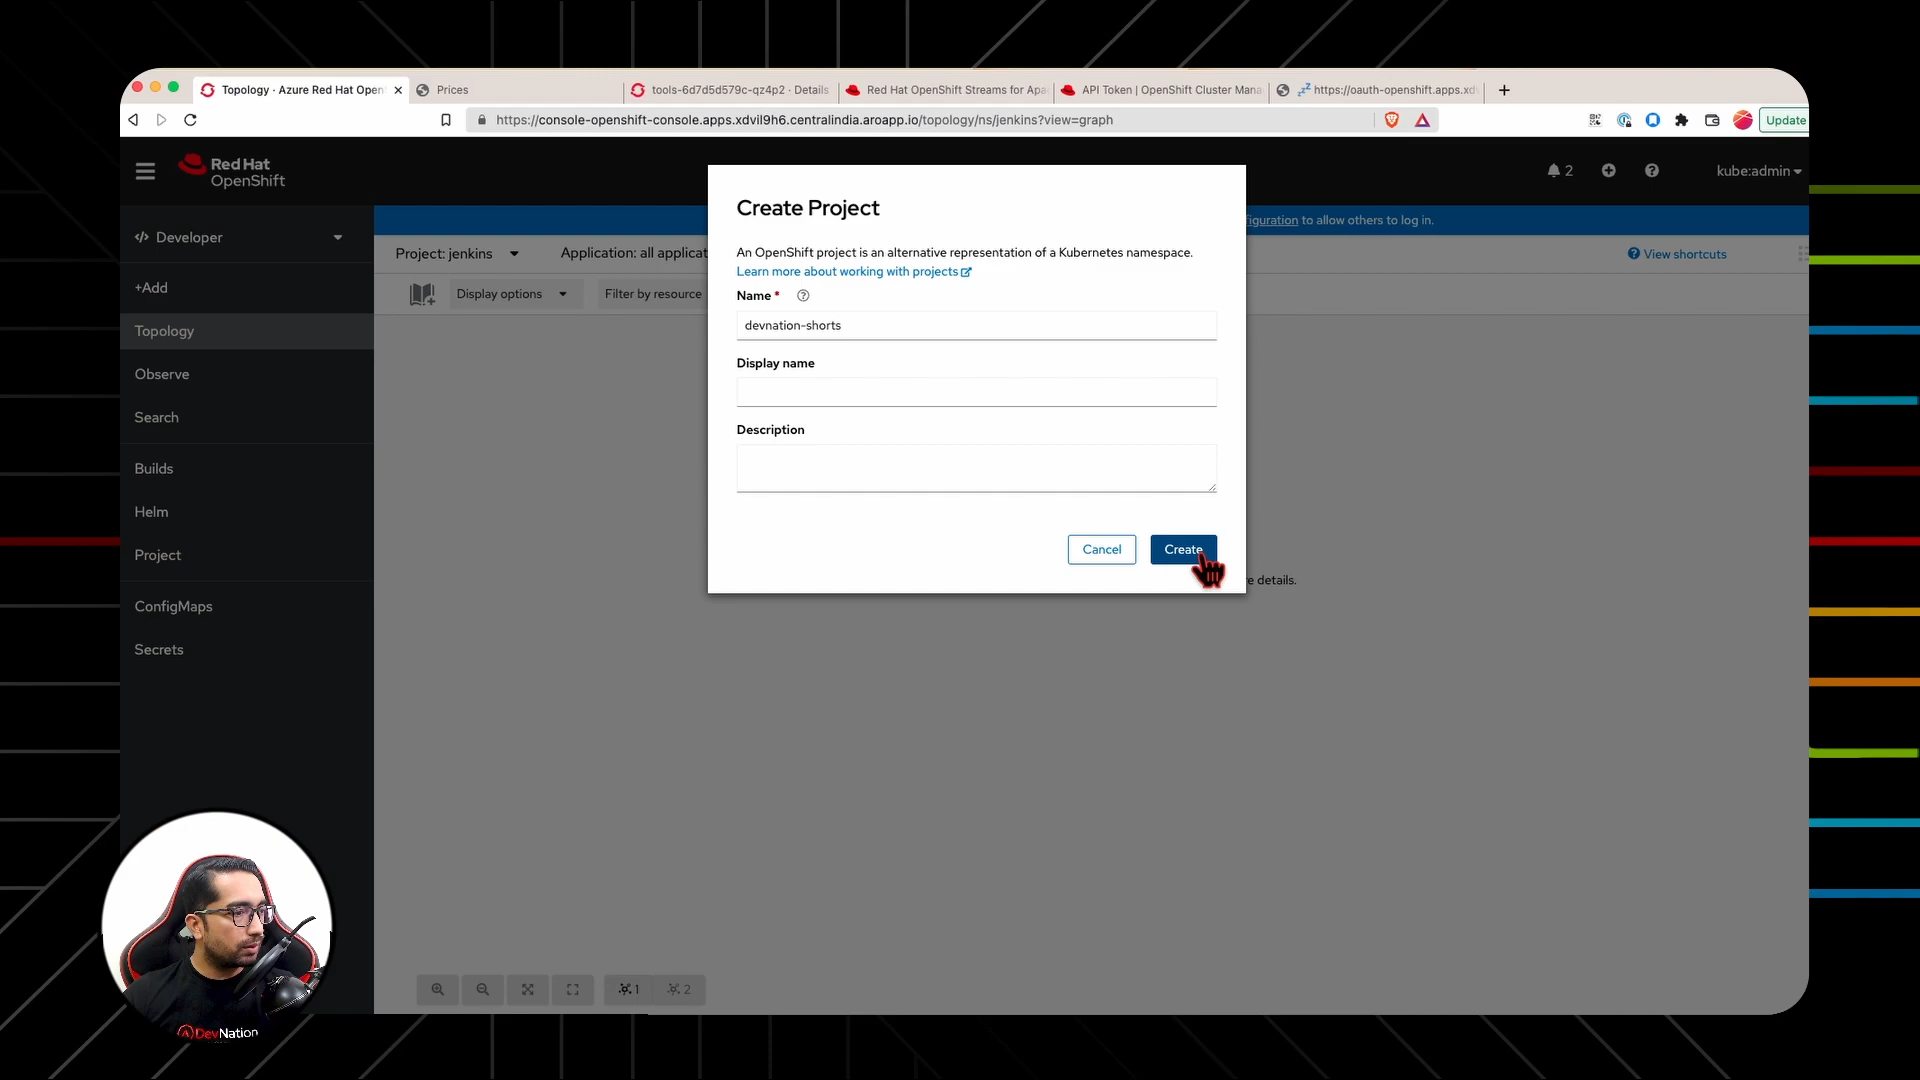 Topology · Azure Red Hat Open
Prices
tools-6d7d5d579c-qz4p2 · Details
Red Hat OpenShift Streams for Apa
API Token | OpenShift Cluster Mana
https://oauth-openshift.apps.xdv
https://console-openshift-console.apps.xdvil9h6.centralindia.aroapp.io/topology/ns/jenkins?view=graph
Update
Red Hat
OpenShift
2
kube:admin
Developer
figuration to allow others to log in.
Project: jenkins
Application: all applicat
View shortcuts
+Add
Display options
Filter by resource
Topology
Observe
Search
Builds
Helm
Project
ConfigMaps
Secrets
Create Project
An OpenShift project is an alternative representation of a Kubernetes namespace.
Learn more about working with projects
Name *
devnation-shorts
Display name
Description
Cancel
Create
e details.
1
2
DevNation